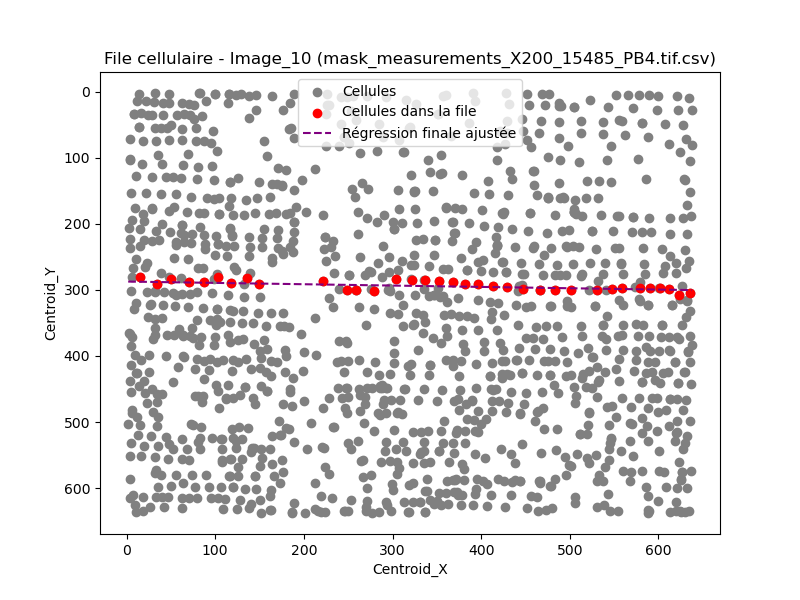 File cellulaire - Image_10 (mask_measurements_X200_15485_PB4.tif.csv)
Cellules
Cellules dans la file
Régression finale ajustée
0
100
200
300
400
500
600
Centroid_Y
0 100 200 300 400 500 600
Centroid_X